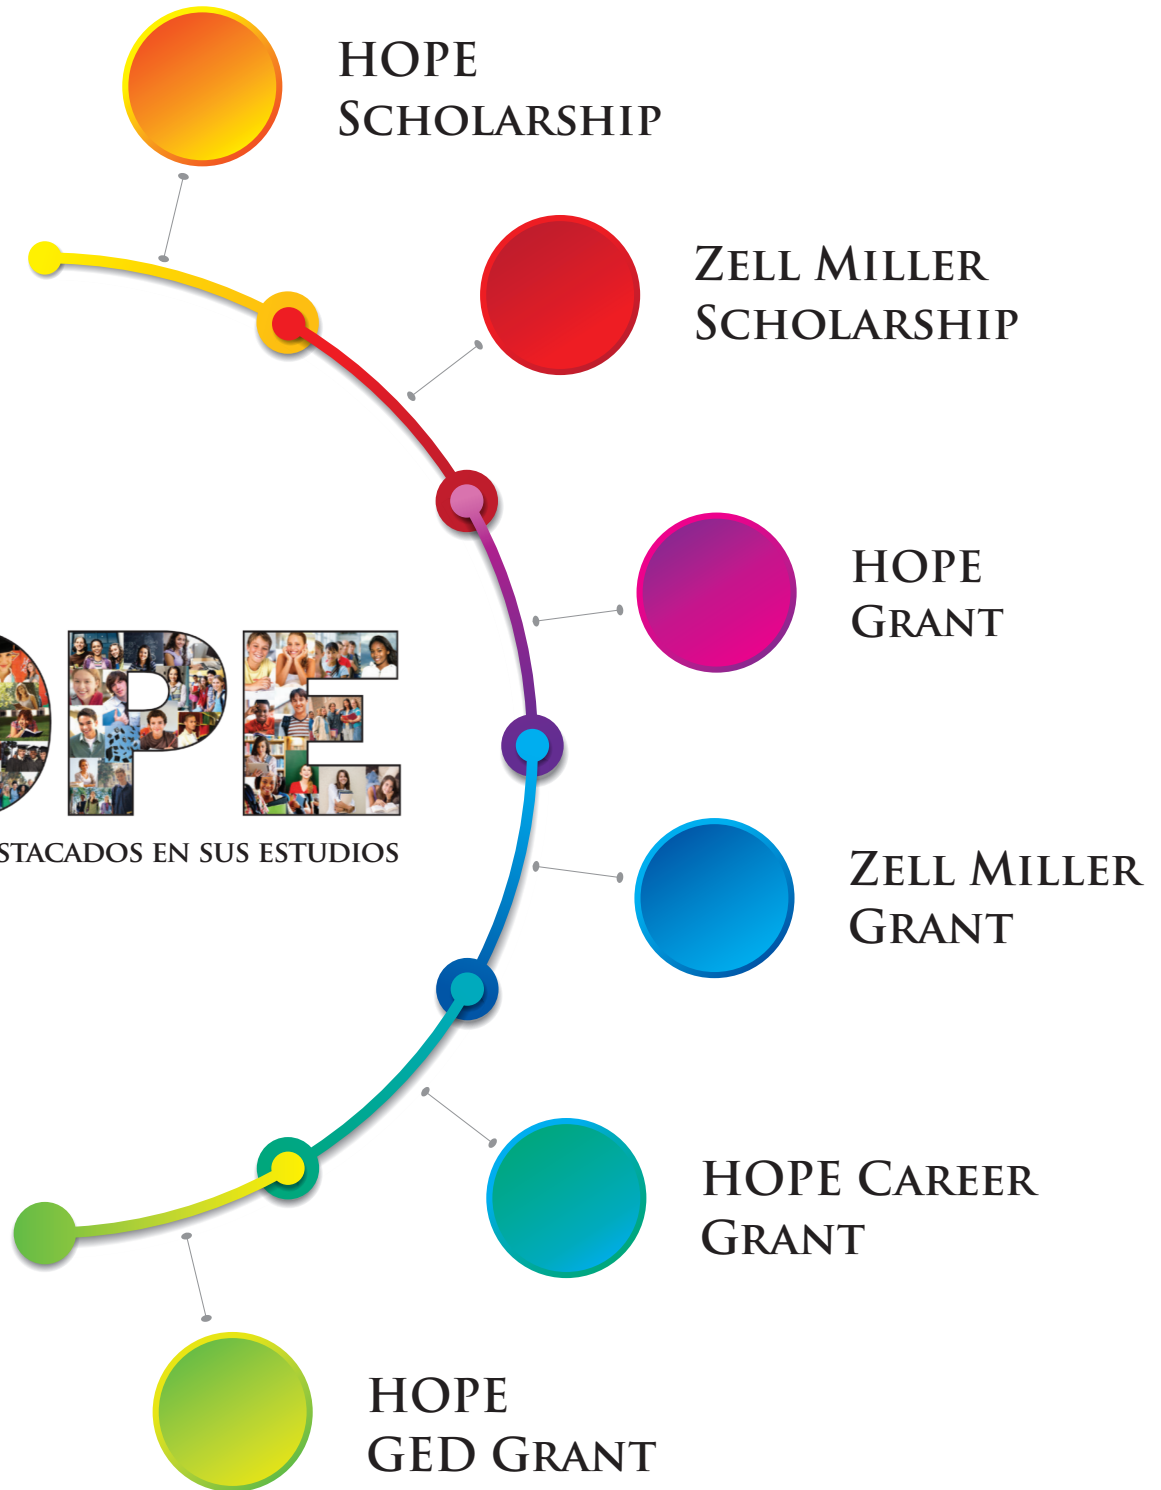 HOPE
SCHOLARSHIP
ZELL MILLER
SCHOLARSHIP
HOPE
GRANT
OPE
STACADOS EN SUS ESTUDIOS
ZELL MILLER
GRANT
HOPE CAREER
GRANT
HOPE
GED GRANT